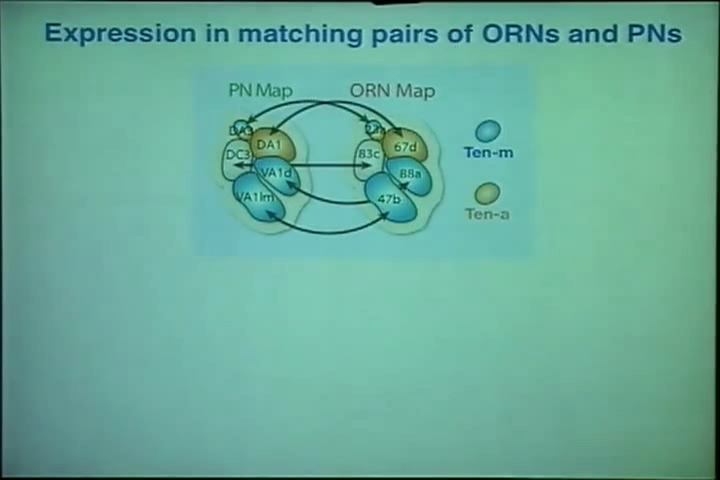 Expression in matching pairs of ORNs and PNs
PN Map
ORN Map
DA3
DA1
DC3
VA1d
VA1lm
67d
83c
88a
47b
Ten-m
Ten-a